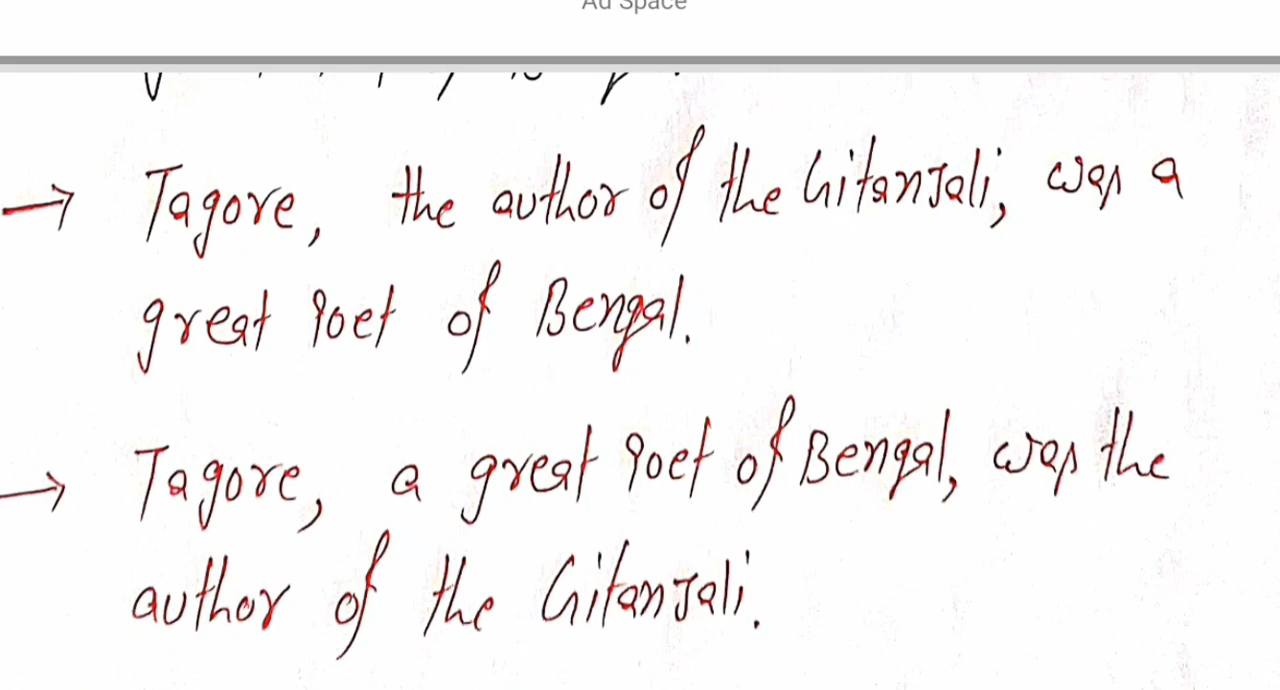 Ad Space
→ Tagore, the author of the GitanJali, was a
great Poet of Bengal.
→ Tagore, a great Poet of Bengal, was the
author of the GitanJali.